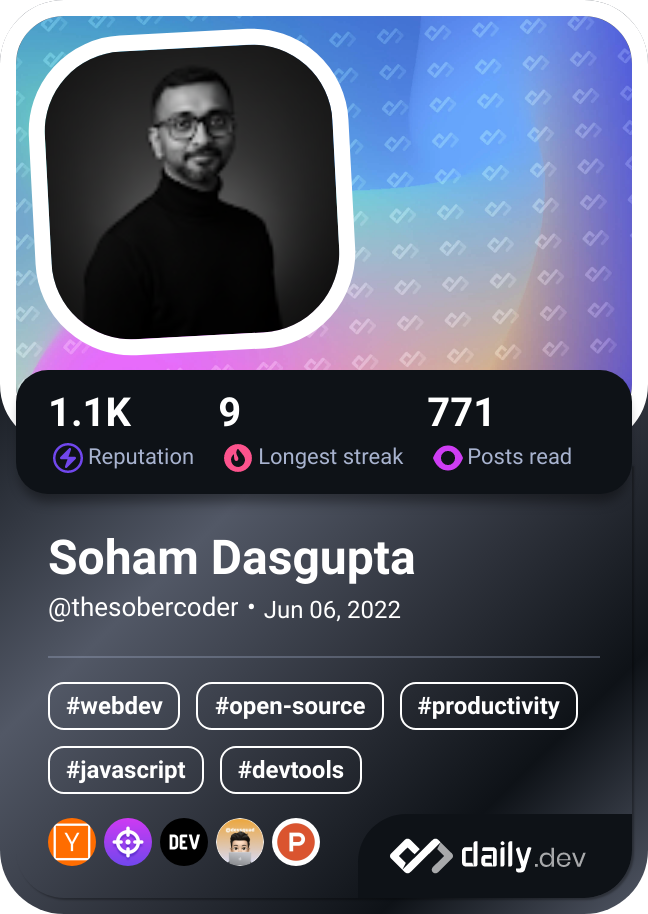 1.1K 9 771
Reputation Longest streak Posts read
Soham Dasgupta
@thesobercoder • Jun 06, 2022
#webdev #open-source #productivity
#javascript #devtools
Y DEV P
daily.dev